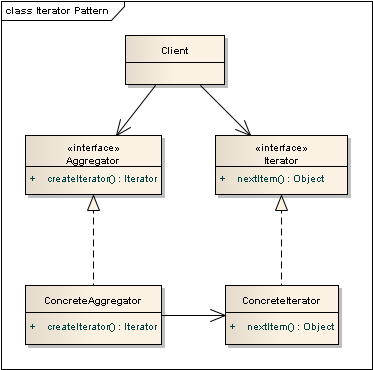 class Iterator Pattern
Client
«interface»
Aggregator
+ createIterator() : Iterator
«interface»
Iterator
+ nextItem() : Object
ConcreteAggregator
+ createIterator() : Iterator
ConcreteIterator
+ nextItem() : Object